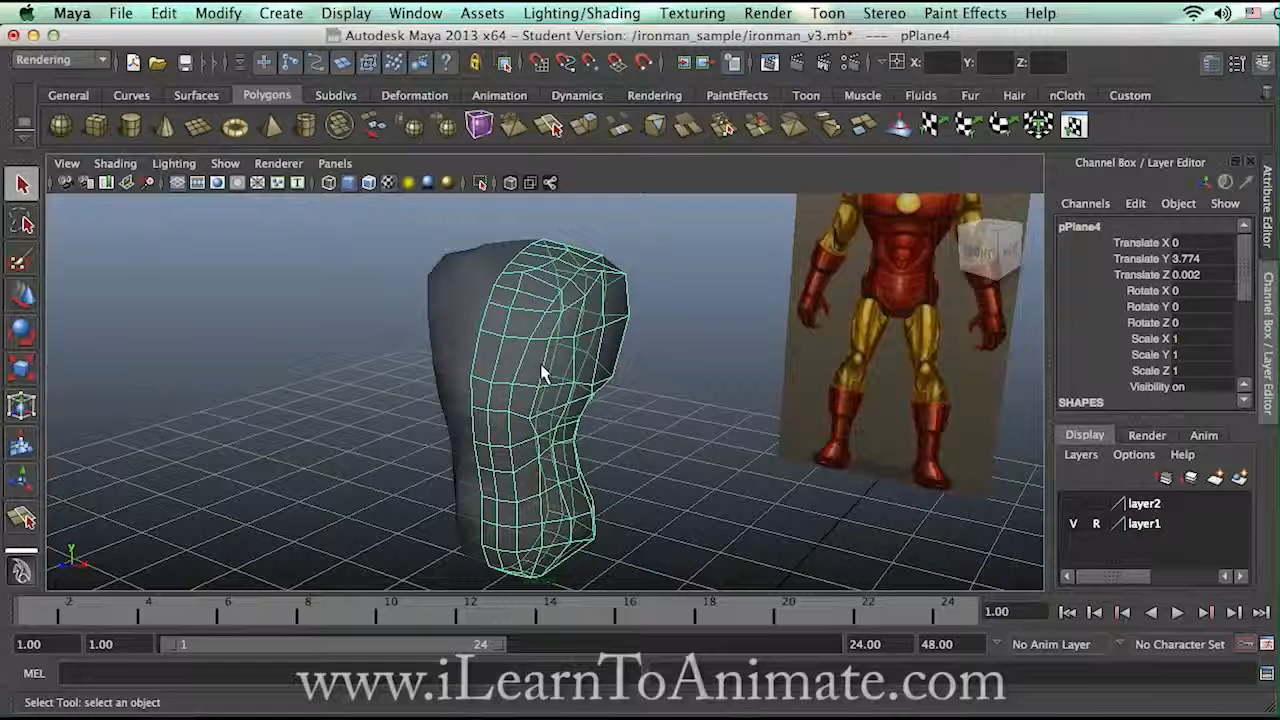 Maya File Edit Modify Create Display Window Assets Lighting/Shading Texturing Render Toon Stereo Paint Effects Help
Autodesk Maya 2013 x64 - Student Version: /ironman_sample/ironman_v3.mb* --- pPlane4
Rendering X: Y: Z:
General Curves Surfaces Polygons Subdivs Deformation Animation Dynamics Rendering PaintEffects Toon Muscle Fluids Fur Hair nCloth Custom
View Shading Lighting Show Renderer Panels
Channel Box / Layer Editor
Channels Edit Object Show
pPlane4
Translate X 0
Translate Y 3.774
Translate Z 0.002
Rotate X 0
Rotate Y 0
Rotate Z 0
Scale X 1
Scale Y 1
Scale Z 1
Visibility on
SHAPES
Attribute Editor
Channel Box / Layer Editor
Display Render Anim
Layers Options Help
layer2
V R layer1
2 4 6 8 10 12 14 16 18 20 22 24 1.00
1.00 1.00 1 24 24.00 48.00 No Anim Layer No Character Set
MEL
www.iLearnToAnimate.com
Select Tool: select an object